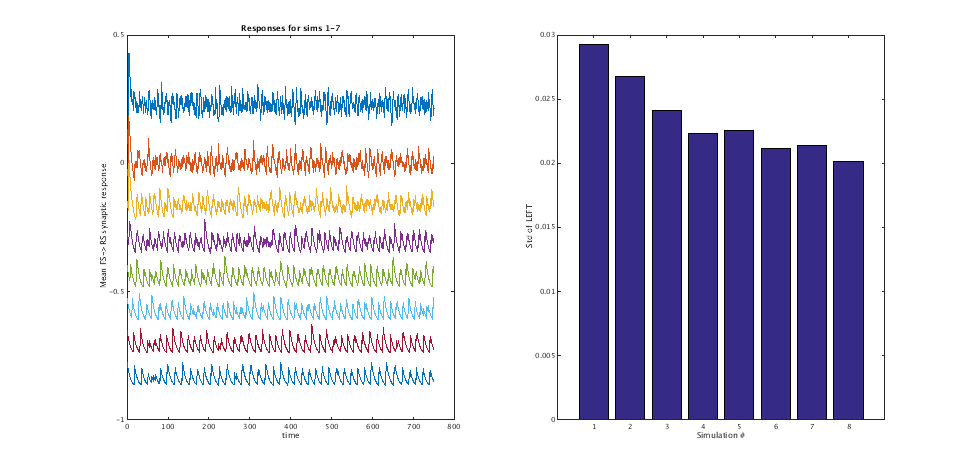 Responses for sims 1-7
Mean FS-> RS synaptic response
0.5
0
-0.5
-1
0 100 200 300 400 500 600 700 800
time
Std of LEFT
0.03
0.025
0.02
0.015
0.01
0.005
0
1 2 3 4 5 6 7 8
Simulation #